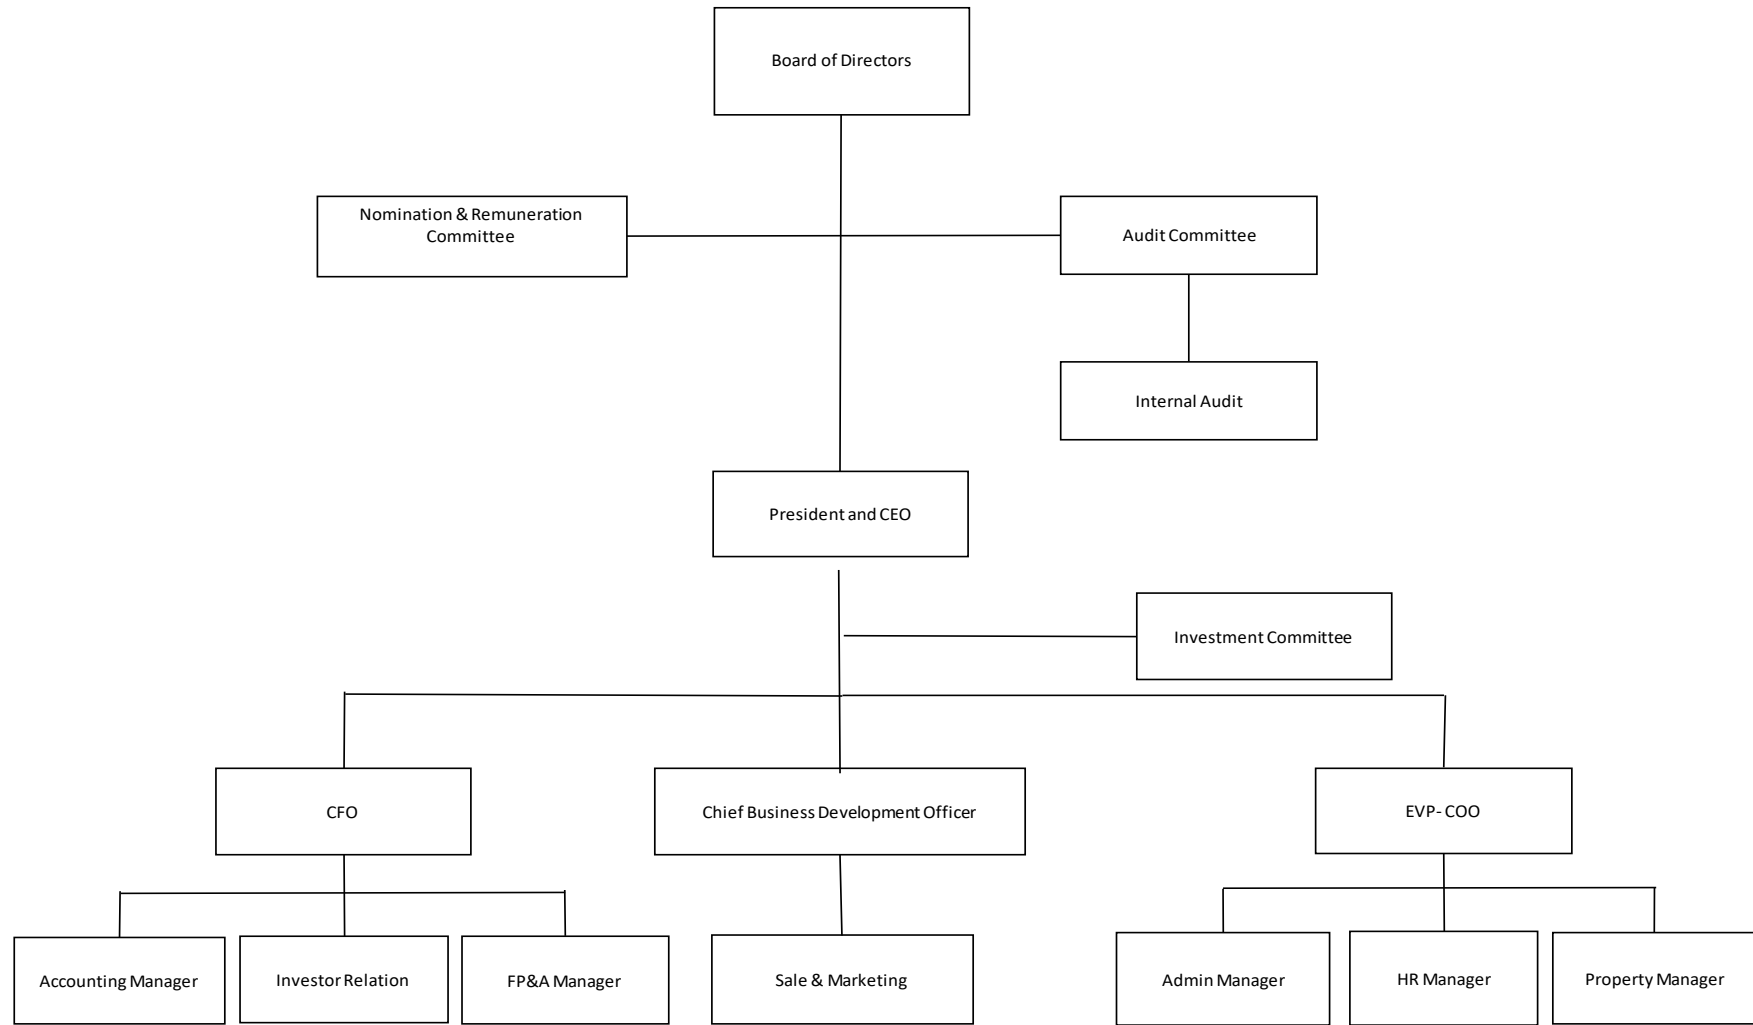 Board of Directors
Nomination & Remuneration
Committee
Audit Committee
Internal Audit
President and CEO
Investment Committee
CFO
Chief Business Development Officer
EVP- COO
Accounting Manager
Investor Relation
FP&A Manager
Sale & Marketing
Admin Manager
HR Manager
Property Manager